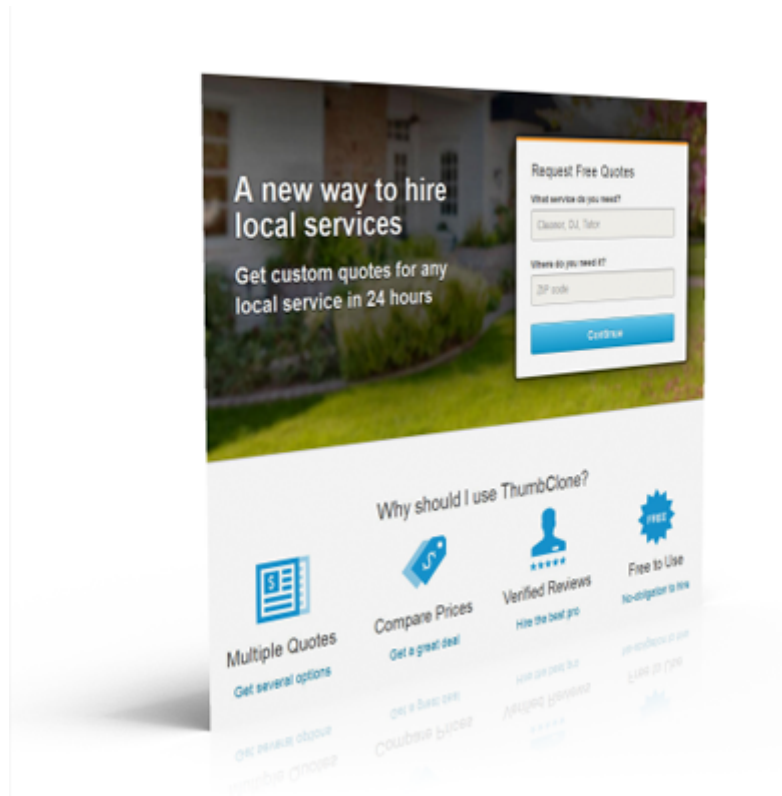 A new way to hire
local services
Get custom quotes for any
local service in 24 hours
Request Free Quotes
What service do you need?
Cleaner, DJ, Tutor
Where do you need it?
ZIP code
Continue
Why should I use ThumbClone?
FREE
Multiple Quotes
Compare Prices
Verified Reviews
Free to Use
Get several options
Get a great deal
Hire the best pro
No-obligation to hire